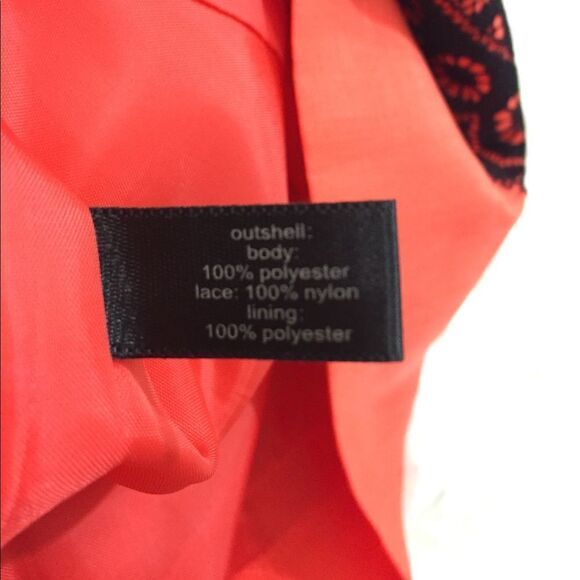 outshell:
body:
100% polyester
lace: 100% nylon
lining:
100% polyester